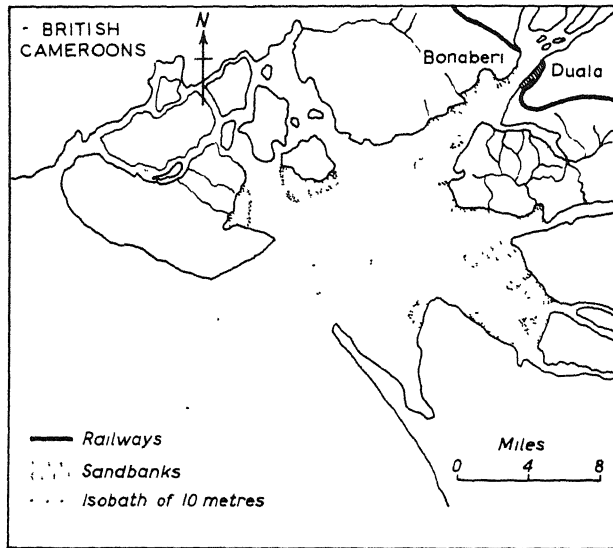 - BRITISH
CAMEROONS
N
Bonaberi
Duala
Railways
Sandbanks
Isobath of 10 metres
Miles
0 4 8